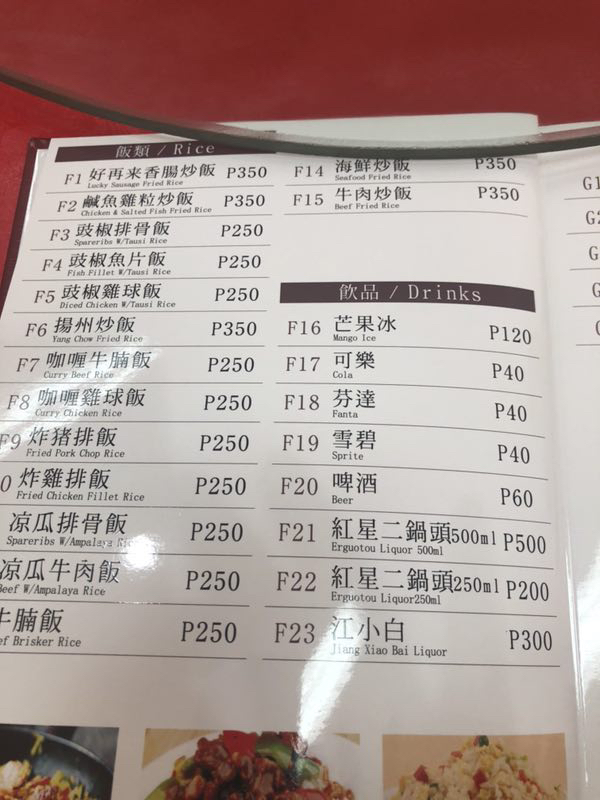 飯類 / Rice
F1 好再来香腸炒飯 P350
Lucky Sausage Fried Rice
F2 鹹魚雞粒炒飯 P350
Chicken & Salted Fish Fried Rice
F3 豉椒排骨飯 P250
Spareribs W/Tausi Rice
F4 豉椒魚片飯 P250
Fish Fillet W/Tausi Rice
F5 豉椒雞球飯 P250
Diced Chicken W/Tausi Rice
F6 揚州炒飯 P350
Yang Chow Fried Rice
F7 咖喱牛腩飯 P250
Curry Beef Rice
F8 咖喱雞球飯 P250
Curry Chicken Rice
F9 炸猪排飯 P250
Fried Pork Chop Rice
0 炸雞排飯 P250
Fried Chicken Fillet Rice
凉瓜排骨飯 P250
Spareribs W/Ampalaya Rice
凉瓜牛肉飯 P250
Beef W/Ampalaya Rice
牛腩飯 P250
ef Brisker Rice
F14 海鮮炒飯 P350
Seafood Fried Rice
F15 牛肉炒飯 P350
Beef Fried Rice
飲品 / Drinks
F16 芒果冰 P120
Mango Ice
F17 可樂 P40
Cola
F18 芬達 P40
Fanta
F19 雪碧 P40
Sprite
F20 啤酒 P60
Beer
F21 紅星二鍋頭500ml P500
Erguotou Liquor 500ml
F22 紅星二鍋頭250ml P200
Erguotou Liquor250ml
F23 江小白 P300
Jiang Xiao Bai Liquor
G1
G
G
G
G